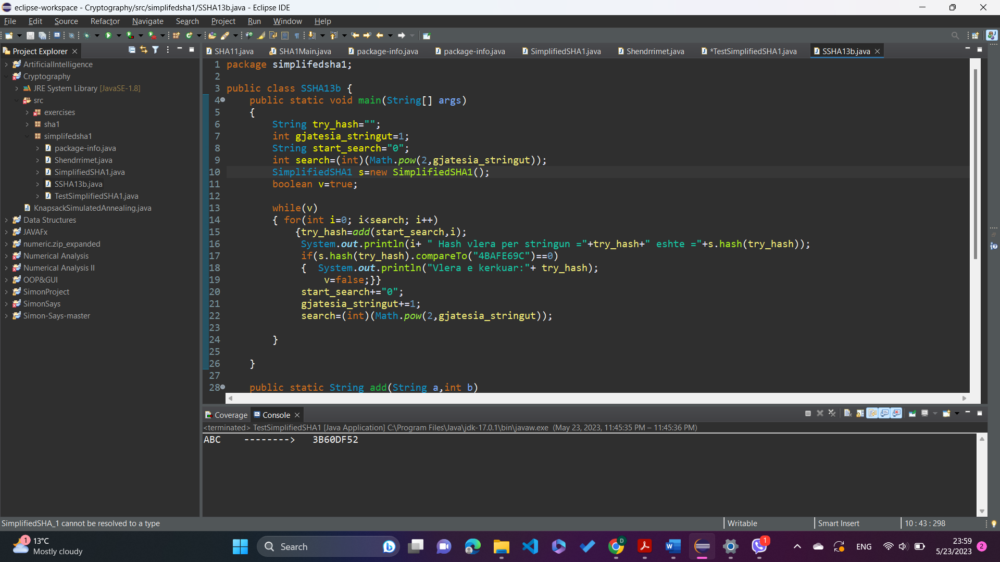 eclipse-workspace - Cryptography/src/simplifedsha1/SSHA13b.java - Eclipse IDE
File Edit Source Refactor Navigate Search Project Run Window Help
Project Explorer
SHA11.java SHA1Main.java package-info.java package-info.java SimplifiedSHA1.java Shendrrimet.java *TestSimplifiedSHA1.java SSHA13b.java
ArtificialIntelligence
Cryptography
JRE System Library [JavaSE-1.8]
src
exercises
sha1
simplifedsha1
package-info.java
Shendrrimet.java
SimplifiedSHA1.java
SSHA13b.java
TestSimplifiedSHA1.java
KnapsackSimulatedAnnealing.java
Data Structures
JAVAFx
numeric.zip_expanded
Numerical Analysis
Numerical Analysis II
OOP&GUI
SimonProject
SimonSays
Simon-Says-master
1 package simplifedsha1;
2
3 public class SSHA13b {
4 public static void main(String[] args)
5 {
6 String try_hash="";
7 int gjatesia_stringut=1;
8 String start_search="0";
9 int search=(int)(Math.pow(2,gjatesia_stringut));
10 SimplifiedSHA1 s=new SimplifiedSHA1();
11 boolean v=true;
12
13 while(v)
14 { for(int i=0; i<search; i++)
15 {try_hash=add(start_search,i);
16 System.out.println(i+ " Hash vlera per stringun ="+try_hash+" eshte ="+s.hash(try_hash));
17 if(s.hash(try_hash).compareTo("4BAFE69C")==0)
18 { System.out.println("Vlera e kerkuar:"+ try_hash);
19 v=false;}}
20 start_search+="0";
21 gjatesia_stringut+=1;
22 search=(int)(Math.pow(2,gjatesia_stringut));
23
24 }
25
26 }
27
28 public static String add(String a,int b)
Coverage Console
<terminated> TestSimplifiedSHA1 [Java Application] C:\Program Files\Java\jdk-17.0.1\bin\javaw.exe (May 23, 2023, 11:45:35 PM – 11:45:36 PM)
ABC --------> 3B60DF52
SimplifiedSHA_1 cannot be resolved to a type
Writable
Smart Insert
10 : 43 : 298
1
13°C
Mostly cloudy
Search
D
1
ENG
23:59
5/23/2023
2